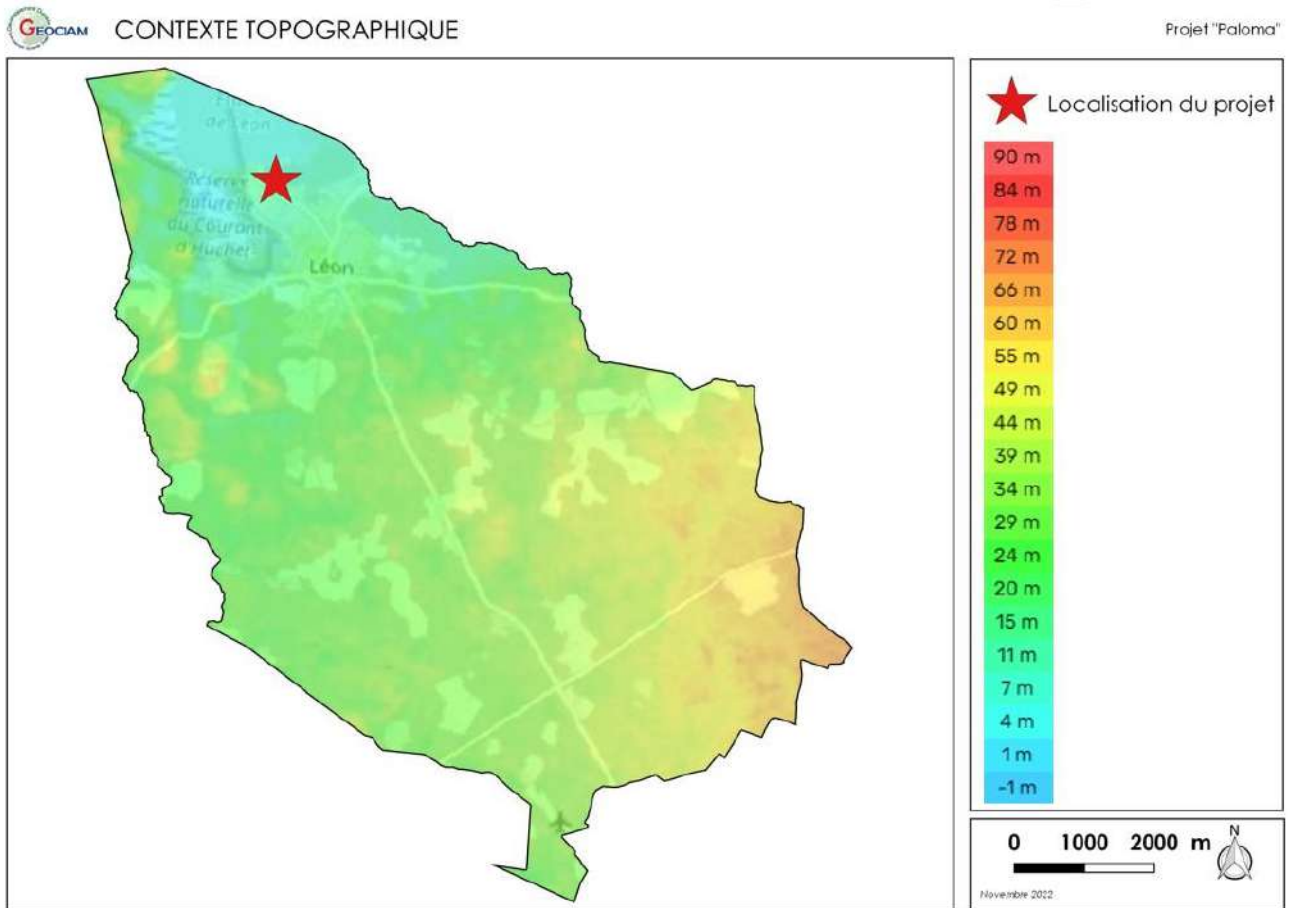 GEOCIAM
CONTEXTE TOPOGRAPHIQUE
Projet "Paloma"
de Léon
Réserve
naturelle
du Courant
d'Huchet
Léon
Localisation du projet
90 m
84 m
78 m
72 m
66 m
60 m
55 m
49 m
44 m
39 m
34 m
29 m
24 m
20 m
15 m
11 m
7 m
4 m
1 m
-1 m
0 1000 2000 m
N
Novembre 2022